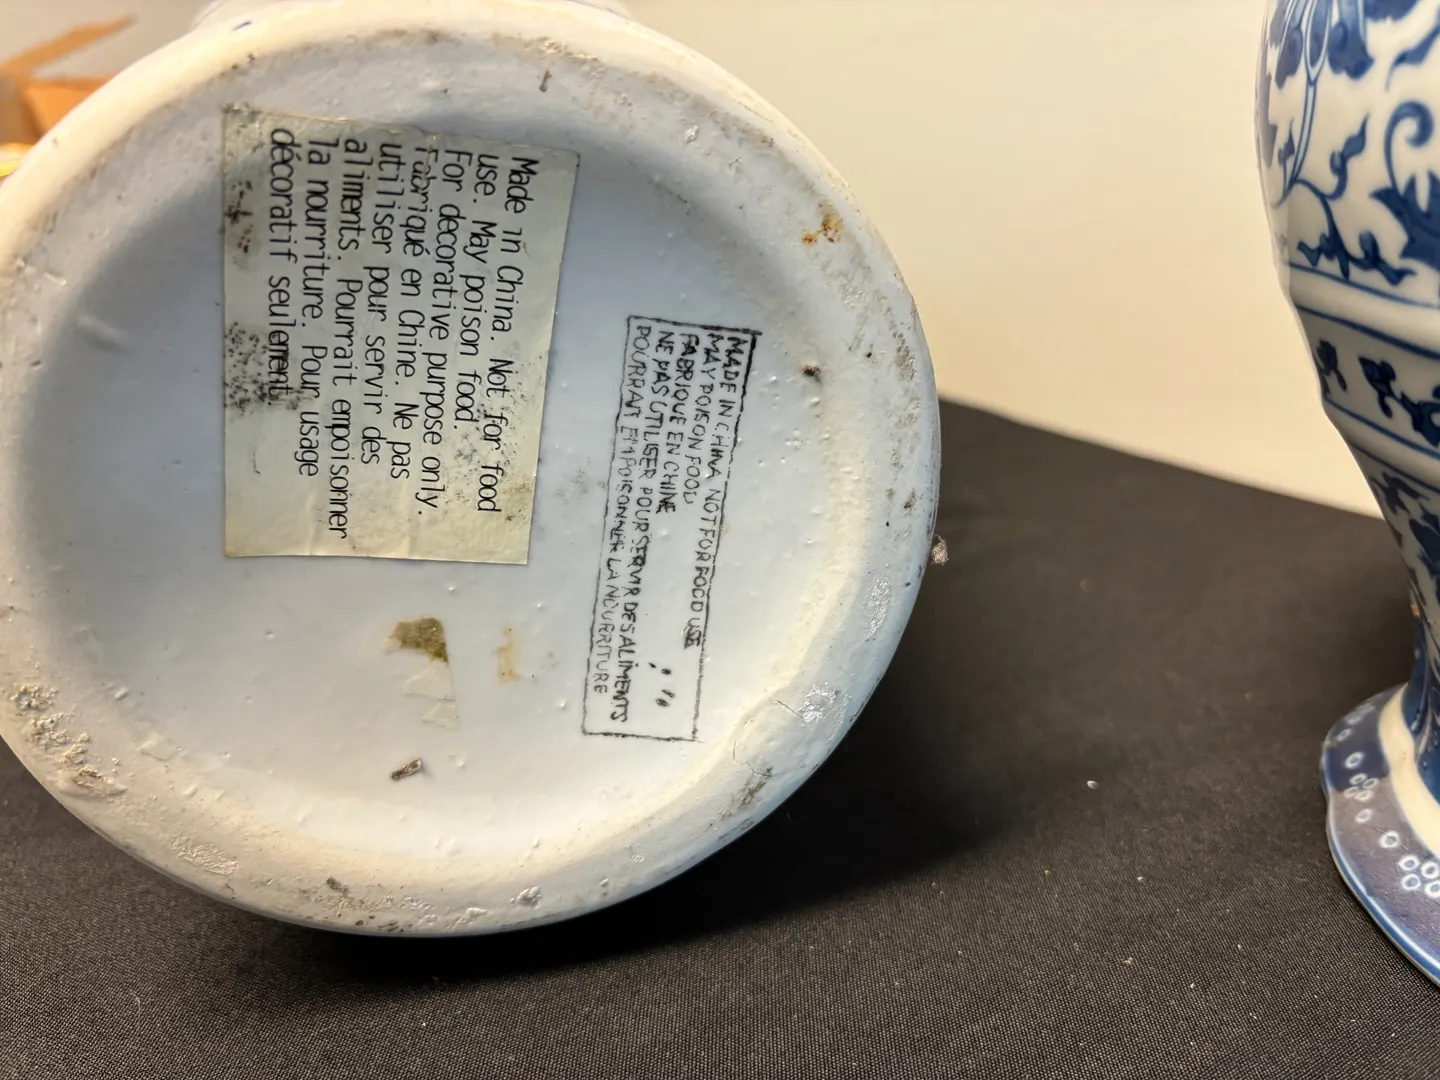 Made in China. Not for food
use. May poison food.
For decorative purpose only.
Fabriqué en Chine. Ne pas
utiliser pour servir des
aliments. Pourrait empoisonner
la nourriture. Pour usage
décoratif seulement
MADE IN CHINA NOT FOR FOOD USE
MAY POISON FOOD
FABRIQUE EN CHINE
NE PAS UTILISER POUR SERVIR DES ALIMENTS
POURRAIT EMPOISONNER LA NOURRITURE